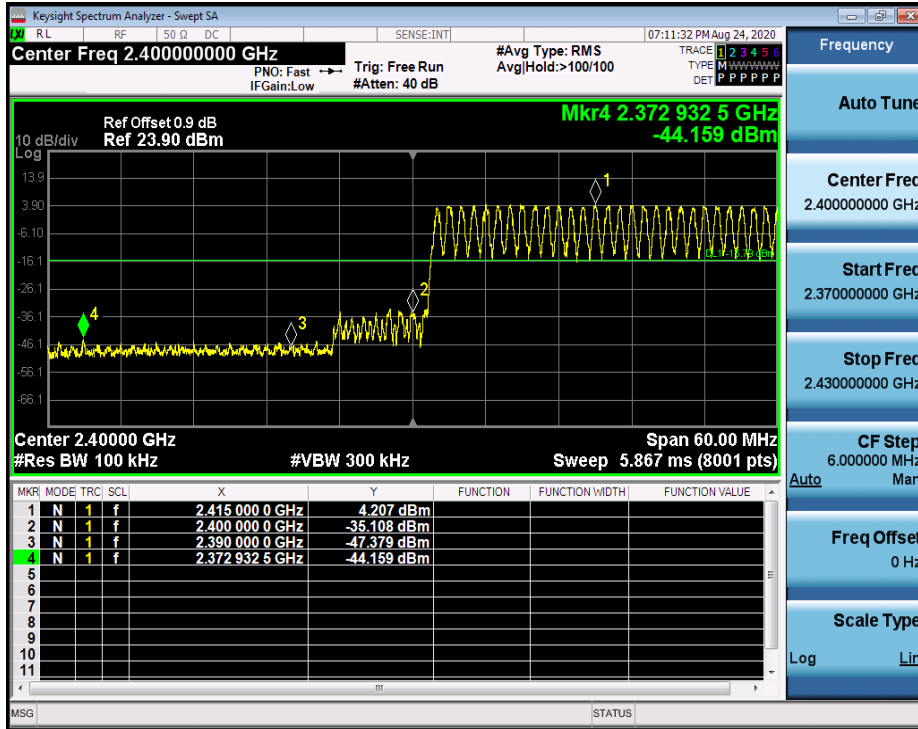 Keysight Spectrum Analyzer - Swept SA
LXI RL RF 50 Ω DC SENSE:INT 07:11:32 PM Aug 24, 2020
Center Freq 2.400000000 GHz
PNO: Fast
IFGain:Low
Trig: Free Run
#Atten: 40 dB
#Avg Type: RMS
Avg|Hold:>100/100
TRACE 1 2 3 4 5 6
TYPE M W W W W W
DET P P P P P P
Mkr4 2.372 932 5 GHz
-44.159 dBm
Ref Offset 0.9 dB
10 dB/div Ref 23.90 dBm
Log
13.9
3.90
-6.10
-16.1
-26.1
-36.1
-46.1
-56.1
-66.1
1
2
3
4
DL1 -15.79 dBm
Center 2.40000 GHz Span 60.00 MHz
#Res BW 100 kHz #VBW 300 kHz Sweep 5.867 ms (8001 pts)
MKR MODE TRC SCL X Y FUNCTION FUNCTION WIDTH FUNCTION VALUE
1 N 1 f 2.415 000 0 GHz 4.207 dBm
2 N 1 f 2.400 000 0 GHz -35.108 dBm
3 N 1 f 2.390 000 0 GHz -47.379 dBm
4 N 1 f 2.372 932 5 GHz -44.159 dBm
5
6
7
8
9
10
11
MSG STATUS
Frequency
Auto Tune
Center Freq
2.400000000 GHz
Start Freq
2.370000000 GHz
Stop Freq
2.430000000 GHz
CF Step
6.000000 MHz
Auto Man
Freq Offset
0 Hz
Scale Type
Log Lin